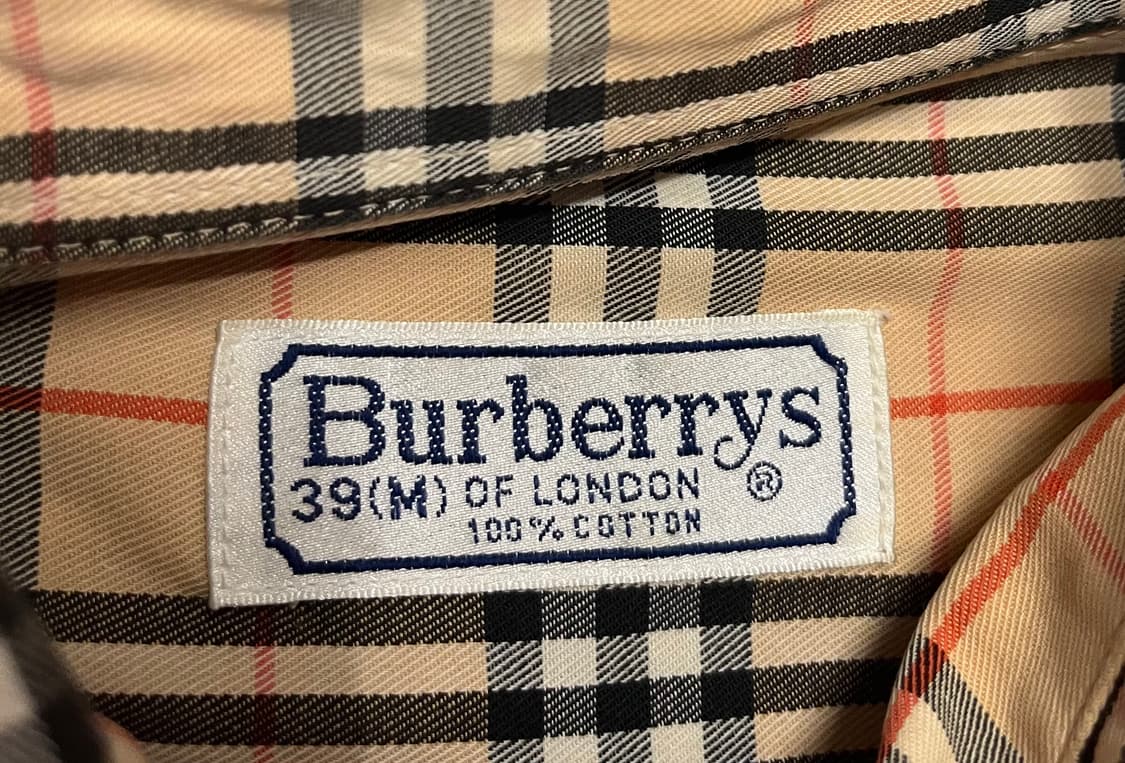 Burberrys
39(M) OF LONDON ®
100% COTTON